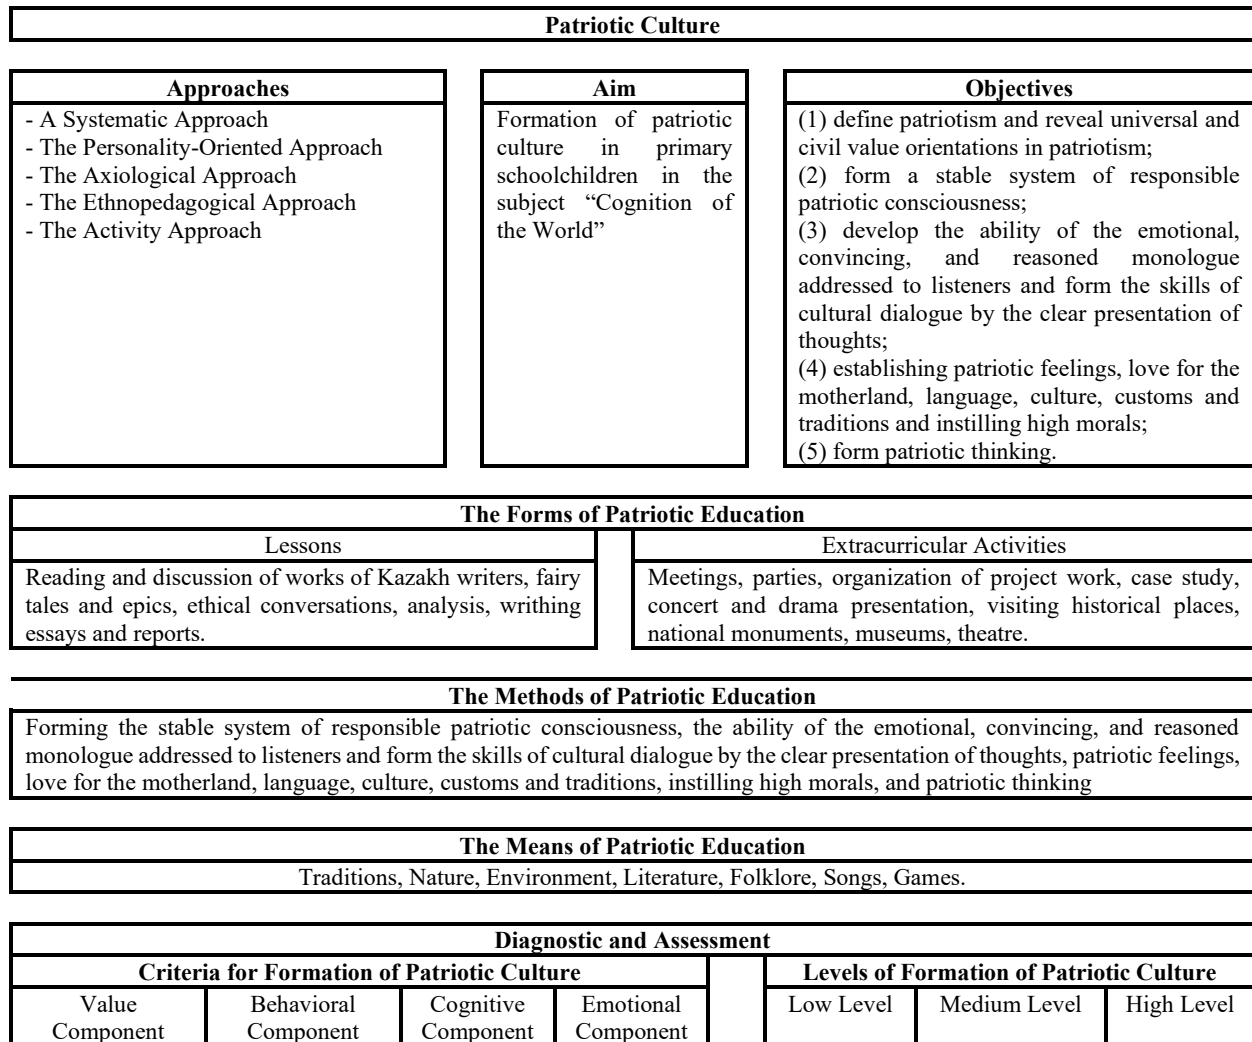 Patriotic Culture
Approaches
- A Systematic Approach
- The Personality-Oriented Approach
- The Axiological Approach
- The Ethnopedagogical Approach
- The Activity Approach
Aim
Formation of patriotic
culture in primary
schoolchildren in the
subject “Cognition of
the World”
Objectives
(1) define patriotism and reveal universal and
civil value orientations in patriotism;
(2) form a stable system of responsible
patriotic consciousness;
(3) develop the ability of the emotional,
convincing, and reasoned monologue
addressed to listeners and form the skills of
cultural dialogue by the clear presentation of
thoughts;
(4) establishing patriotic feelings, love for the
motherland, language, culture, customs and
traditions and instilling high morals;
(5) form patriotic thinking.
The Forms of Patriotic Education
Lessons
Reading and discussion of works of Kazakh writers, fairy
tales and epics, ethical conversations, analysis, writhing
essays and reports.
Extracurricular Activities
Meetings, parties, organization of project work, case study,
concert and drama presentation, visiting historical places,
national monuments, museums, theatre.
The Methods of Patriotic Education
Forming the stable system of responsible patriotic consciousness, the ability of the emotional, convincing, and reasoned
monologue addressed to listeners and form the skills of cultural dialogue by the clear presentation of thoughts, patriotic feelings,
love for the motherland, language, culture, customs and traditions, instilling high morals, and patriotic thinking
The Means of Patriotic Education
Traditions, Nature, Environment, Literature, Folklore, Songs, Games.
Diagnostic and Assessment
Criteria for Formation of Patriotic Culture
Value
Component
Behavioral
Component
Cognitive
Component
Emotional
Component
Levels of Formation of Patriotic Culture
Low Level
Medium Level
High Level